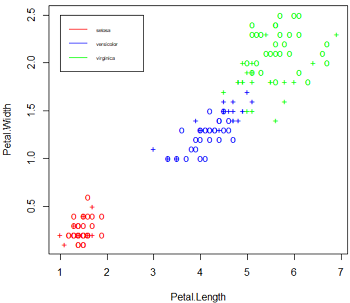 setosa
versicolor
virginica
Petal.Width
2.5
2.0
1.5
1.0
0.5
1 2 3 4 5 6 7
Petal.Length